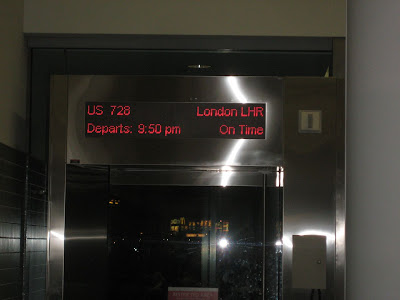 US 728 London LHR
Departs: 9:50 pm On Time